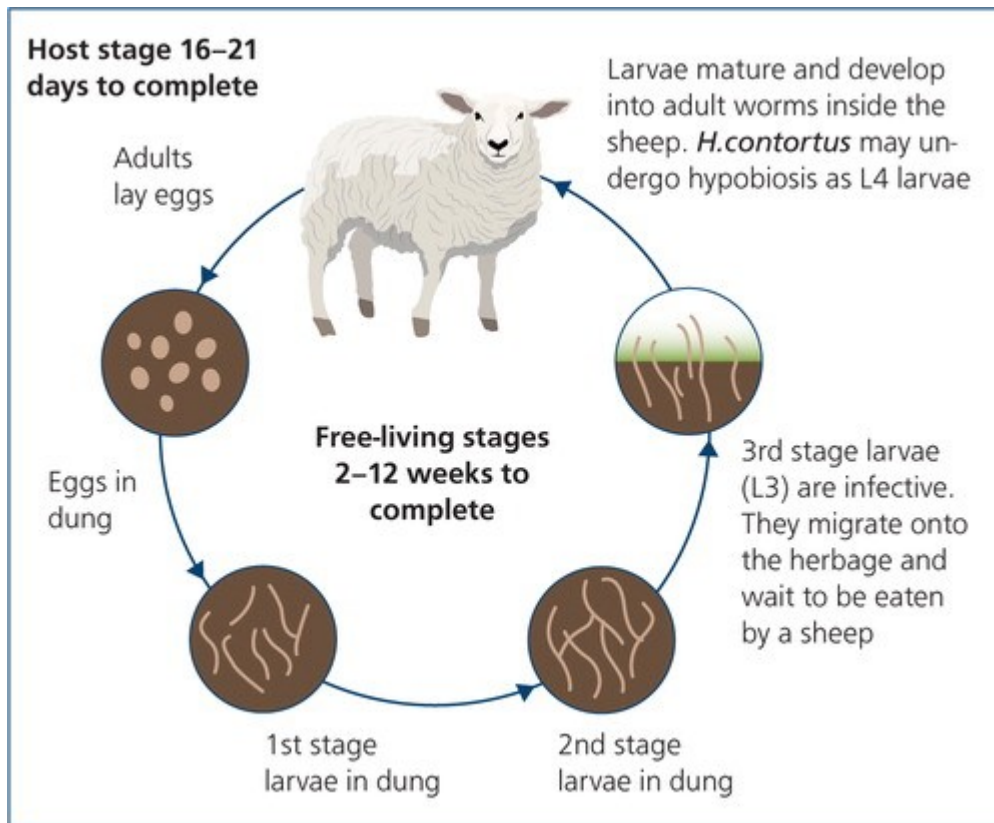 Host stage 16–21
days to complete
Larvae mature and develop
into adult worms inside the
sheep. H.contortus may un-
dergo hypobiosis as L4 larvae
Adults
lay eggs
Free-living stages
2–12 weeks to
complete
Eggs in
dung
3rd stage larvae
(L3) are infective.
They migrate onto
the herbage and
wait to be eaten
by a sheep
1st stage
larvae in dung
2nd stage
larvae in dung